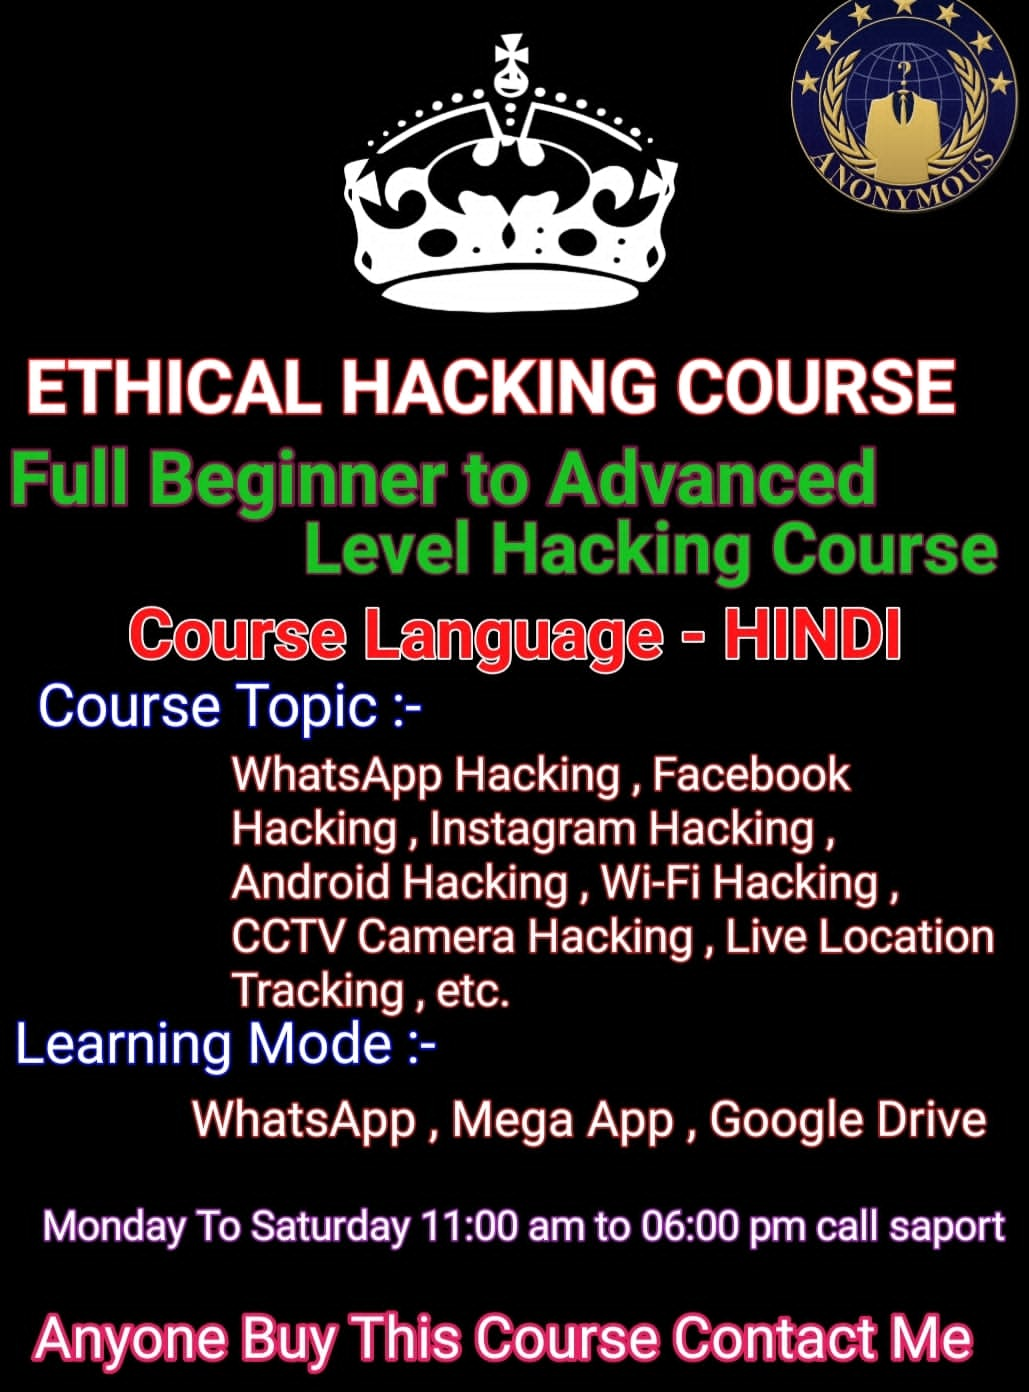 ANONYMOUS
ETHICAL HACKING COURSE
Full Beginner to Advanced
Level Hacking Course
Course Language - HINDI
Course Topic :-
WhatsApp Hacking , Facebook
Hacking , Instagram Hacking ,
Android Hacking , Wi-Fi Hacking ,
CCTV Camera Hacking , Live Location
Tracking , etc.
Learning Mode :-
WhatsApp , Mega App , Google Drive
Monday To Saturday 11:00 am to 06:00 pm call saport
Anyone Buy This Course Contact Me